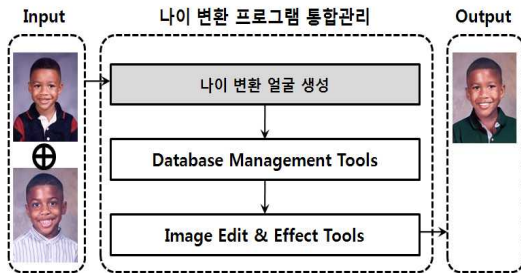 Input
나이 변환 프로그램 통합관리
Output
나이 변환 얼굴 생성
Database Management Tools
Image Edit & Effect Tools